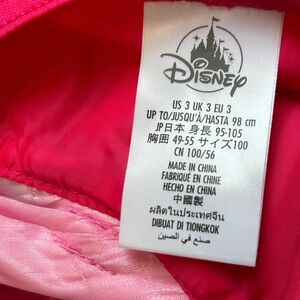 Disney
US 3 UK 3 EU 3
UP TO/JUSQU'À/HASTA 98 cm
JP日本 身長 95-105
胸囲 49-55 サイズ100
CN 100/56
MADE IN CHINA
FABRIQUÉ EN CHINE
HECHO EN CHINA
中国制造
ผลิตในประเทศจีน
DIBUAT DI TIONGKOK
صنع في الصين